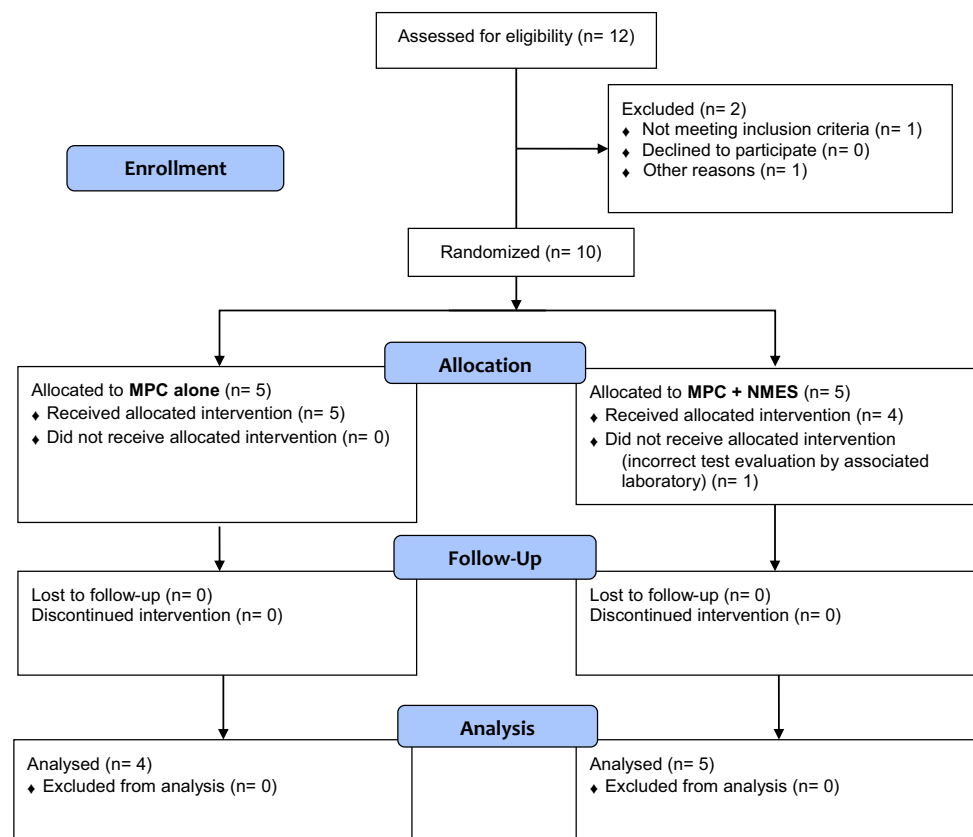 Assessed for eligibility (n= 12)
Excluded (n= 2)
♦ Not meeting inclusion criteria (n= 1)
♦ Declined to participate (n= 0)
♦ Other reasons (n= 1)
Enrollment
Randomized (n= 10)
Allocation
Allocated to MPC alone (n= 5)
♦ Received allocated intervention (n= 5)
♦ Did not receive allocated intervention (n= 0)
Allocated to MPC + NMES (n= 5)
♦ Received allocated intervention (n= 4)
♦ Did not receive allocated intervention
(incorrect test evaluation by associated
laboratory) (n= 1)
Follow-Up
Lost to follow-up (n= 0)
Discontinued intervention (n= 0)
Lost to follow-up (n= 0)
Discontinued intervention (n= 0)
Analysis
Analysed (n= 4)
♦ Excluded from analysis (n= 0)
Analysed (n= 5)
♦ Excluded from analysis (n= 0)